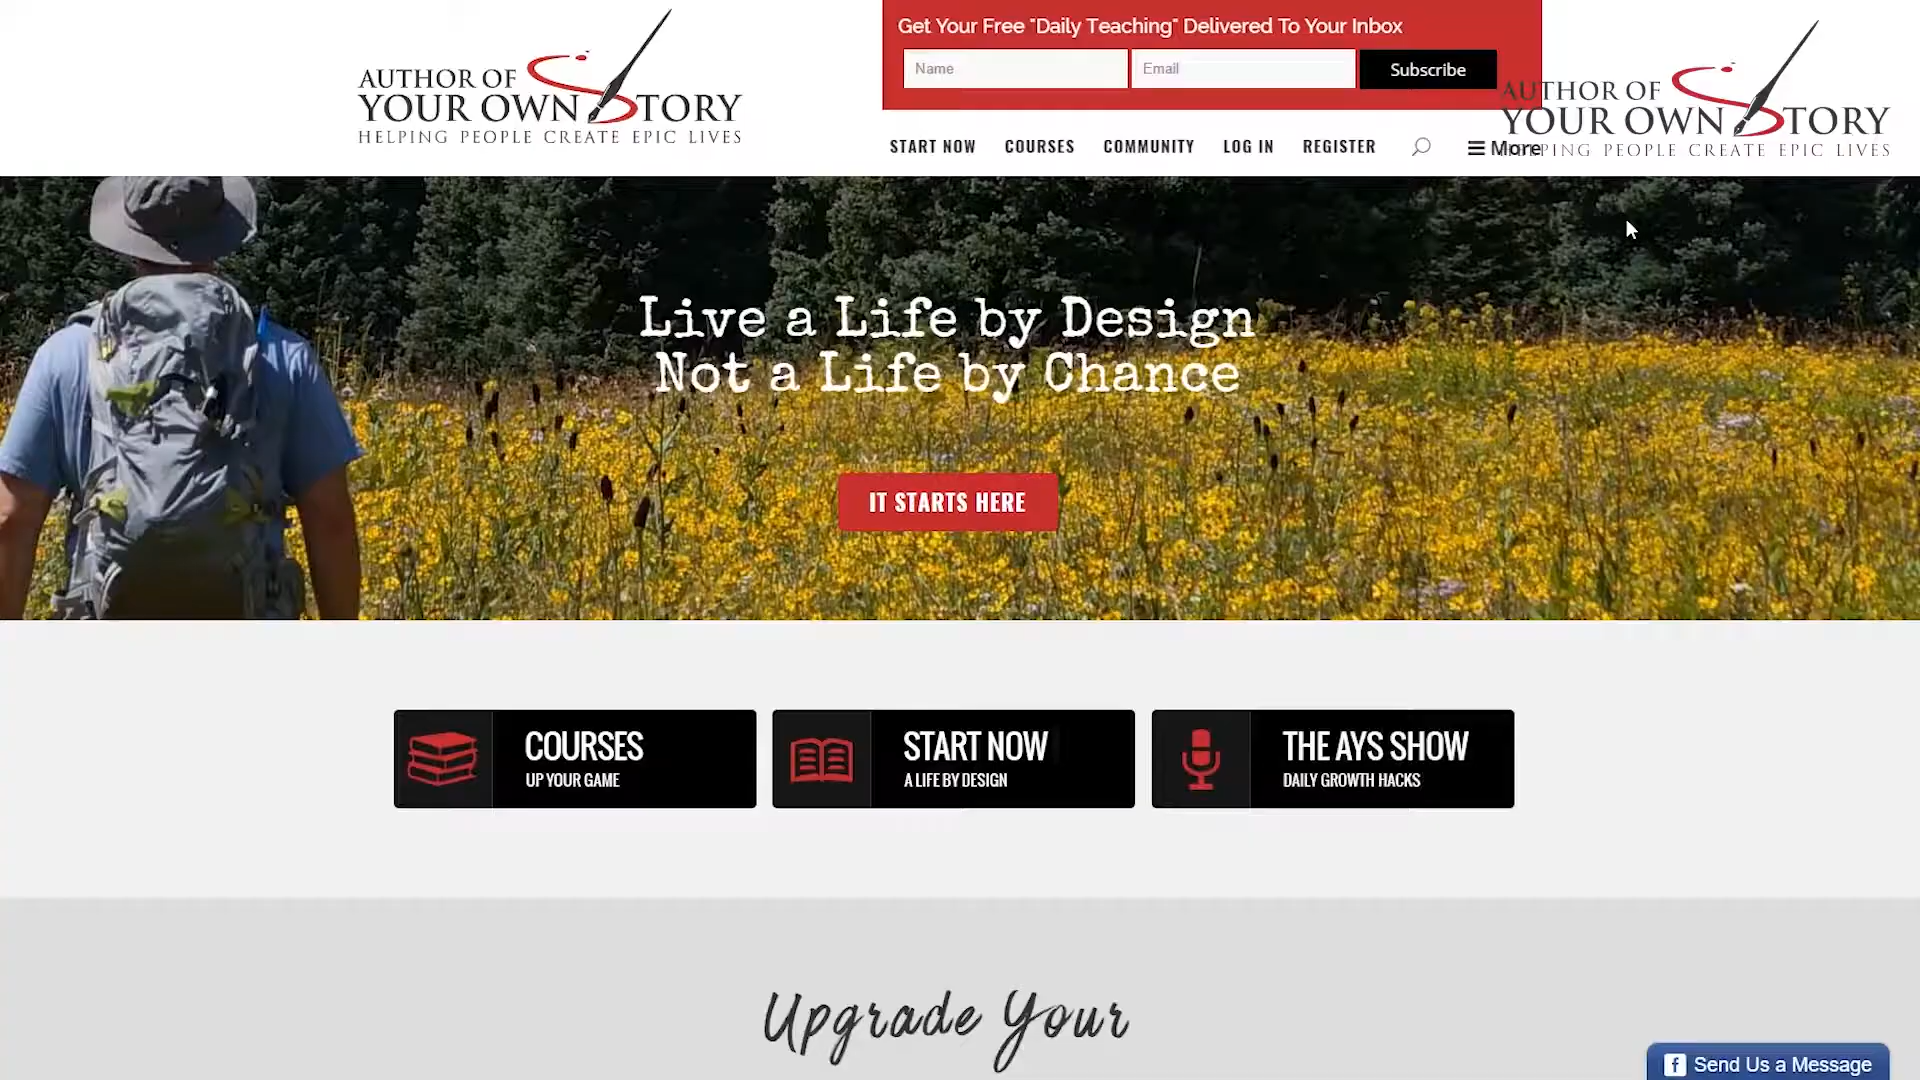 Get Your Free "Daily Teaching" Delivered To Your Inbox
Name
Email
Subscribe
AUTHOR OF
YOUR OWN STORY
HELPING PEOPLE CREATE EPIC LIVES
AUTHOR OF
YOUR OWN STORY
HELPING PEOPLE CREATE EPIC LIVES
START NOW
COURSES
COMMUNITY
LOG IN
REGISTER
More
Live a Life by Design
Not a Life by Chance
IT STARTS HERE
COURSES
UP YOUR GAME
START NOW
A LIFE BY DESIGN
THE AYS SHOW
DAILY GROWTH HACKS
Upgrade Your
Send Us a Message